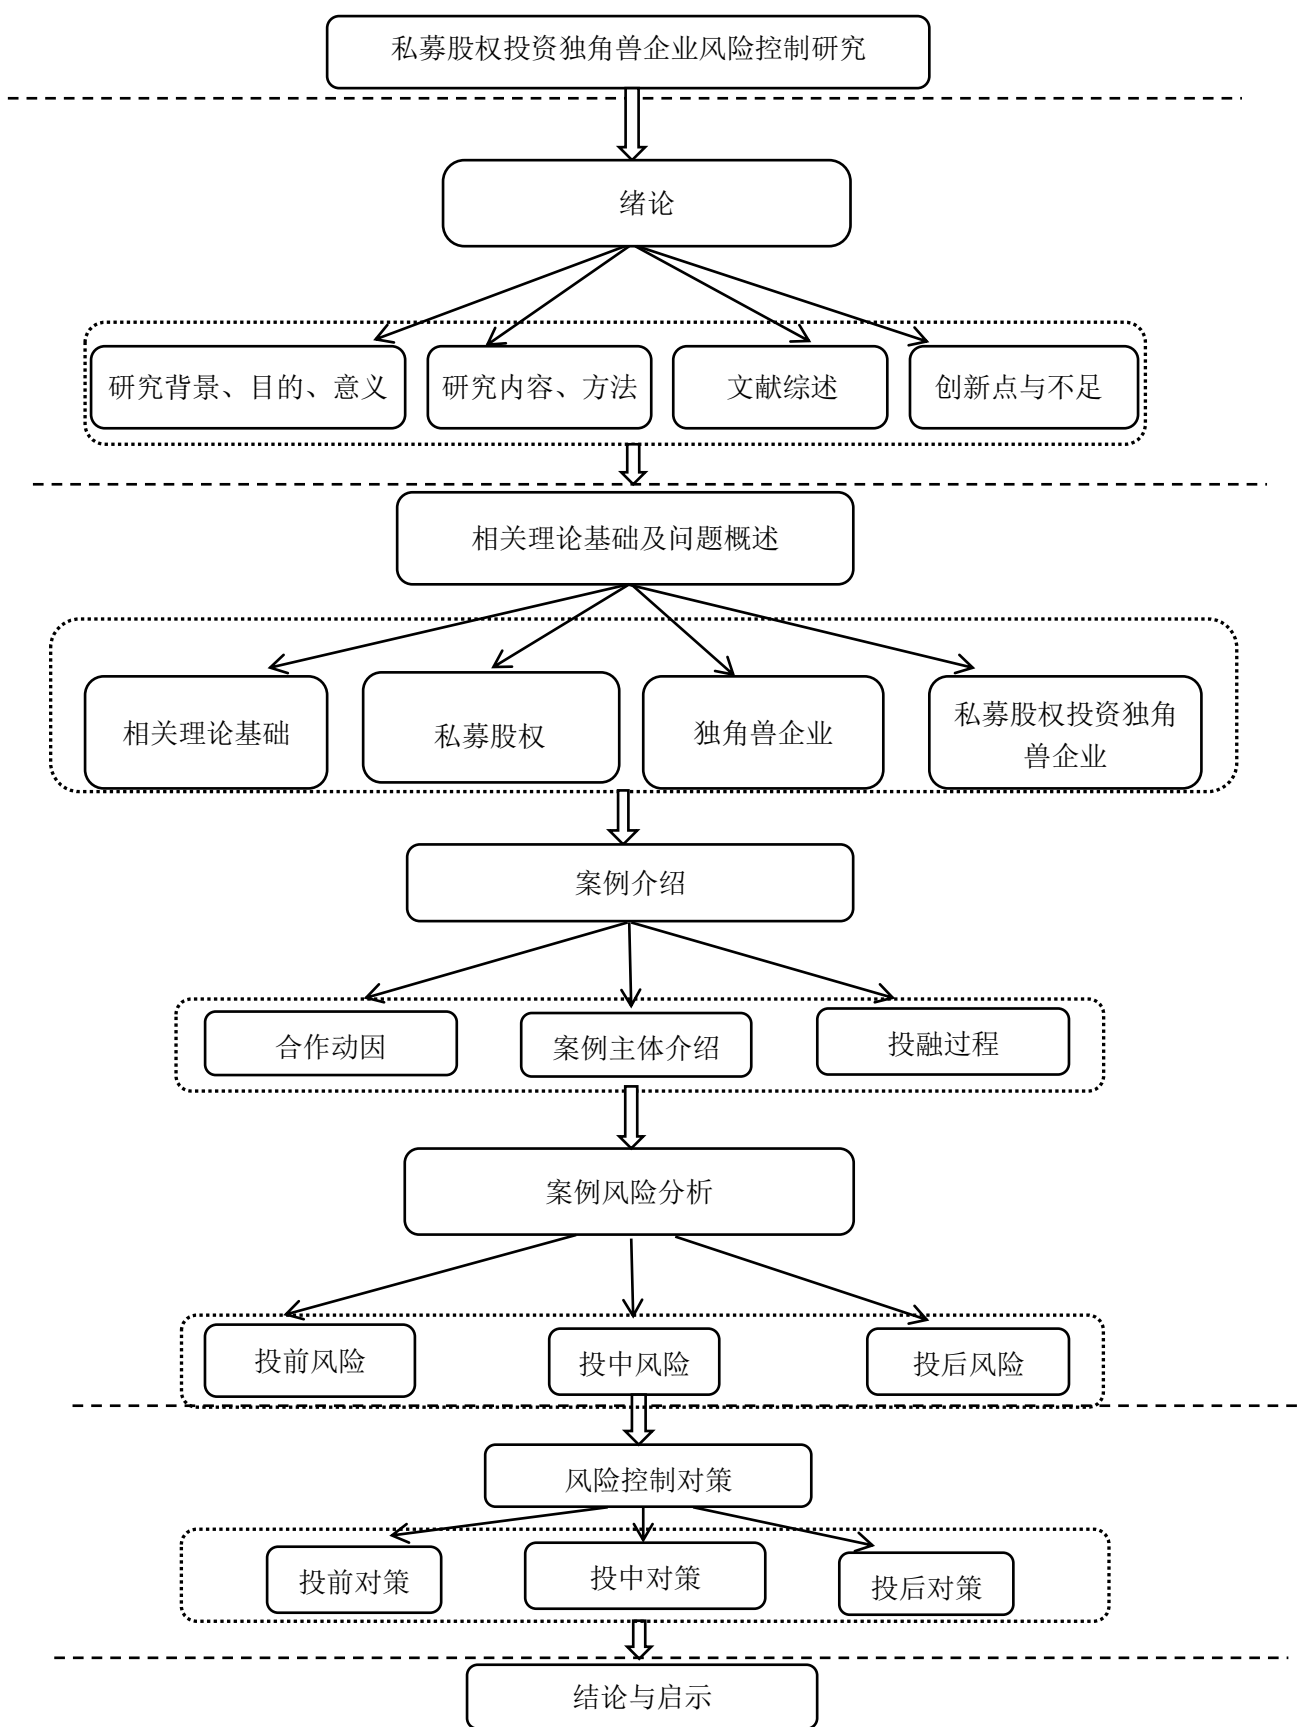 私募股权投资独角兽企业风险控制研究
绪论
研究背景、目的、意义
研究内容、方法
文献综述
创新点与不足
相关理论基础及问题概述
相关理论基础
私募股权
独角兽企业
私募股权投资独角
兽企业
案例介绍
合作动因
案例主体介绍
投融过程
案例风险分析
投前风险
投中风险
投后风险
风险控制对策
投前对策
投中对策
投后对策
结论与启示